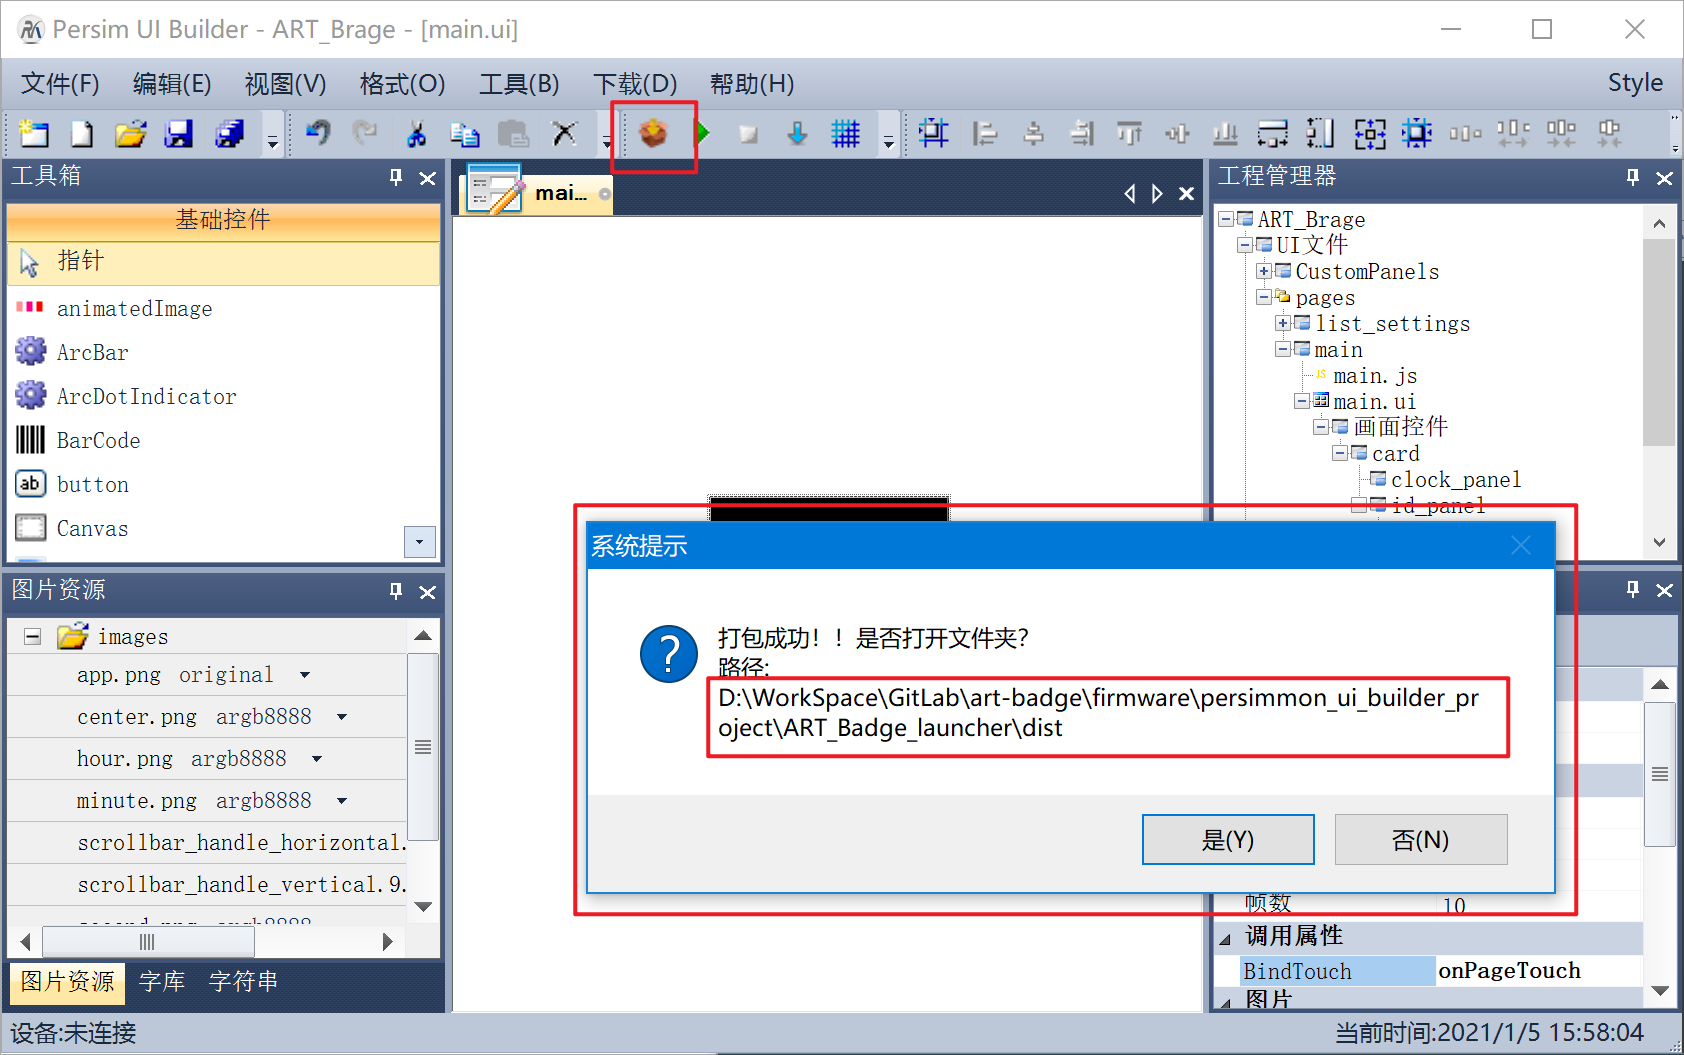 Persim UI Builder - ART_Brage - [main.ui]
文件(F) 编辑(E) 视图(V) 格式(O) 工具(B) 下载(D) 帮助(H) Style
工具箱
基础控件
指针
animatedImage
ArcBar
ArcDotIndicator
BarCode
ab button
Canvas
图片资源
images
app.png original
center.png argb8888
hour.png argb8888
minute.png argb8888
scrollbar_handle_horizontal.
scrollbar_handle_vertical.9.
图片资源 字库 字符串
mai...
工程管理器
ART_Brage
UI文件
CustomPanels
pages
list_settings
main
JS main.js
main.ui
画面控件
card
clock_panel
id_panel
系统提示
打包成功!！是否打开文件夹?
路径:
D:\WorkSpace\GitLab\art-badge\firmware\persimmon_ui_builder_pr
oject\ART_Badge_launcher\dist
是(Y) 否(N)
帧数 10
调用属性
BindTouch onPageTouch
图片
设备:未连接
当前时间:2021/1/5 15:58:04